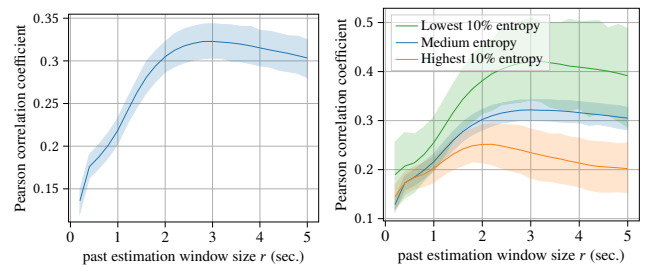 Pearson correlation coefficient
0.35
0.3
0.25
0.2
0.15
0 1 2 3 4 5
past estimation window size r (sec.)
Pearson correlation coefficient
0.5
0.4
0.3
0.2
0.1
Lowest 10% entropy
Medium entropy
Highest 10% entropy
0 1 2 3 4 5
past estimation window size r (sec.)